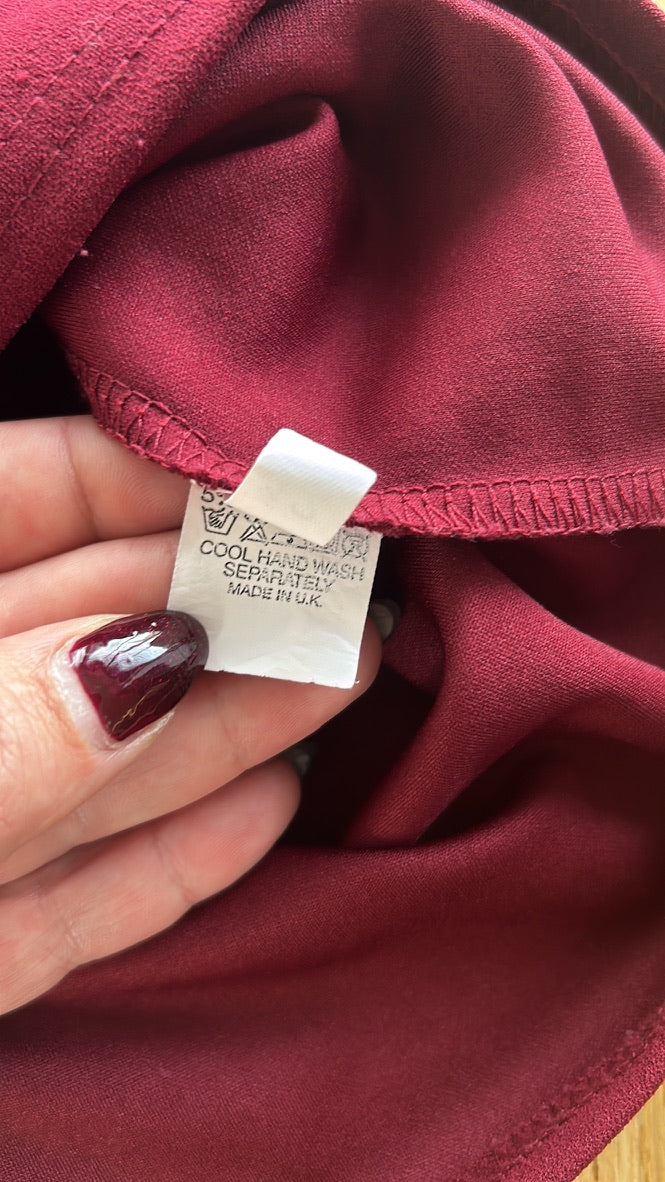 COOL HAND WASH
SEPARATELY
MADE IN U.K.